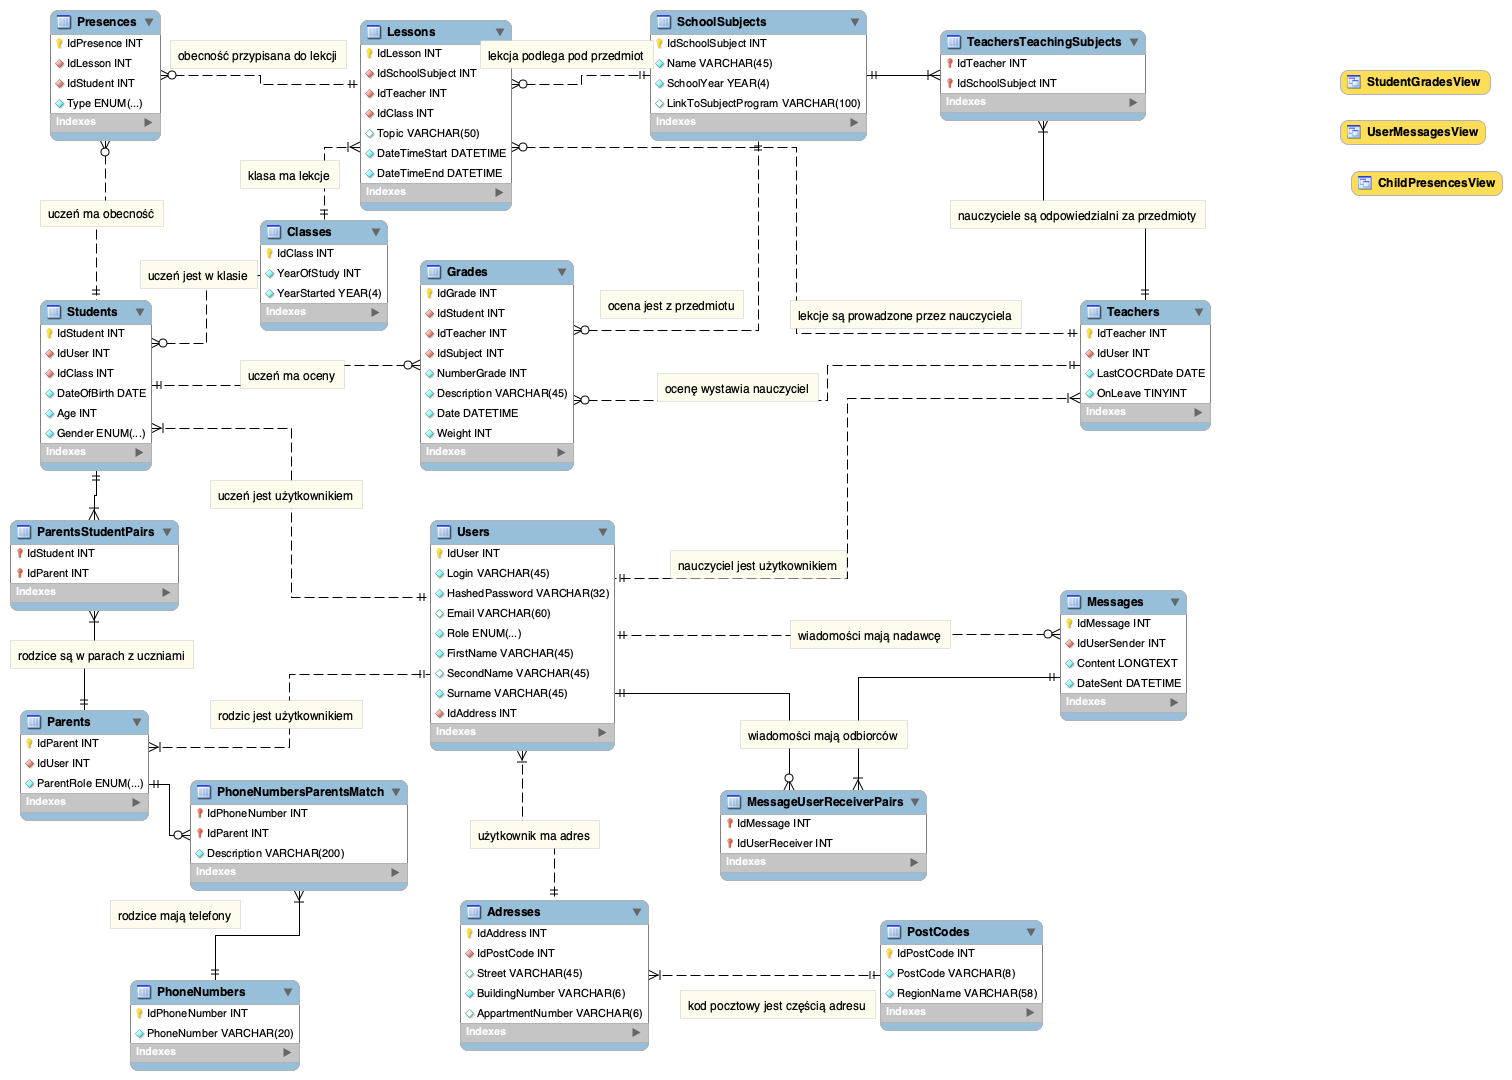 Presences
IdPresence INT
IdLesson INT
IdStudent INT
Type ENUM(...)
Indexes
obecność przypisana do lekcji
Lessons
IdLesson INT
IdSchoolSubject INT
IdTeacher INT
IdClass INT
Topic VARCHAR(50)
DateTimeStart DATETIME
DateTimeEnd DATETIME
Indexes
lekcja podlega pod przedmiot
SchoolSubjects
IdSchoolSubject INT
Name VARCHAR(45)
SchoolYear YEAR(4)
LinkToSubjectProgram VARCHAR(100)
Indexes
TeachersTeachingSubjects
IdTeacher INT
IdSchoolSubject INT
Indexes
StudentGradesView
UserMessagesView
ChildPresencesView
klasa ma lekcje
uczeń ma obecność
nauczyciele są odpowiedzialni za przedmioty
Classes
IdClass INT
YearOfStudy INT
YearStarted YEAR(4)
Indexes
uczeń jest w klasie
Grades
IdGrade INT
IdStudent INT
IdTeacher INT
IdSubject INT
NumberGrade INT
Description VARCHAR(45)
Date DATETIME
Weight INT
Indexes
ocena jest z przedmiotu
lekcje są prowadzone przez nauczyciela
Teachers
IdTeacher INT
IdUser INT
LastCOCRDate DATE
OnLeave TINYINT
Indexes
Students
IdStudent INT
IdUser INT
IdClass INT
DateOfBirth DATE
Age INT
Gender ENUM(...)
Indexes
uczeń ma oceny
ocenę wystawia nauczyciel
uczeń jest użytkownikiem
ParentsStudentPairs
IdStudent INT
IdParent INT
Indexes
Users
IdUser INT
Login VARCHAR(45)
HashedPassword VARCHAR(32)
Email VARCHAR(60)
Role ENUM(...)
FirstName VARCHAR(45)
SecondName VARCHAR(45)
Surname VARCHAR(45)
IdAddress INT
Indexes
nauczyciel jest użytkownikiem
Messages
IdMessage INT
IdUserSender INT
Content LONGTEXT
DateSent DATETIME
Indexes
wiadomości mają nadawcę
rodzice są w parach z uczniami
rodzic jest użytkownikiem
wiadomości mają odbiorców
Parents
IdParent INT
IdUser INT
ParentRole ENUM(...)
Indexes
PhoneNumbersParentsMatch
IdPhoneNumber INT
IdParent INT
Description VARCHAR(200)
Indexes
MessageUserReceiverPairs
IdMessage INT
IdUserReceiver INT
Indexes
użytkownik ma adres
rodzice mają telefony
Adresses
IdAddress INT
IdPostCode INT
Street VARCHAR(45)
BuildingNumber VARCHAR(6)
AppartmentNumber VARCHAR(6)
Indexes
PostCodes
IdPostCode INT
PostCode VARCHAR(8)
RegionName VARCHAR(58)
Indexes
kod pocztowy jest częścią adresu
PhoneNumbers
IdPhoneNumber INT
PhoneNumber VARCHAR(20)
Indexes